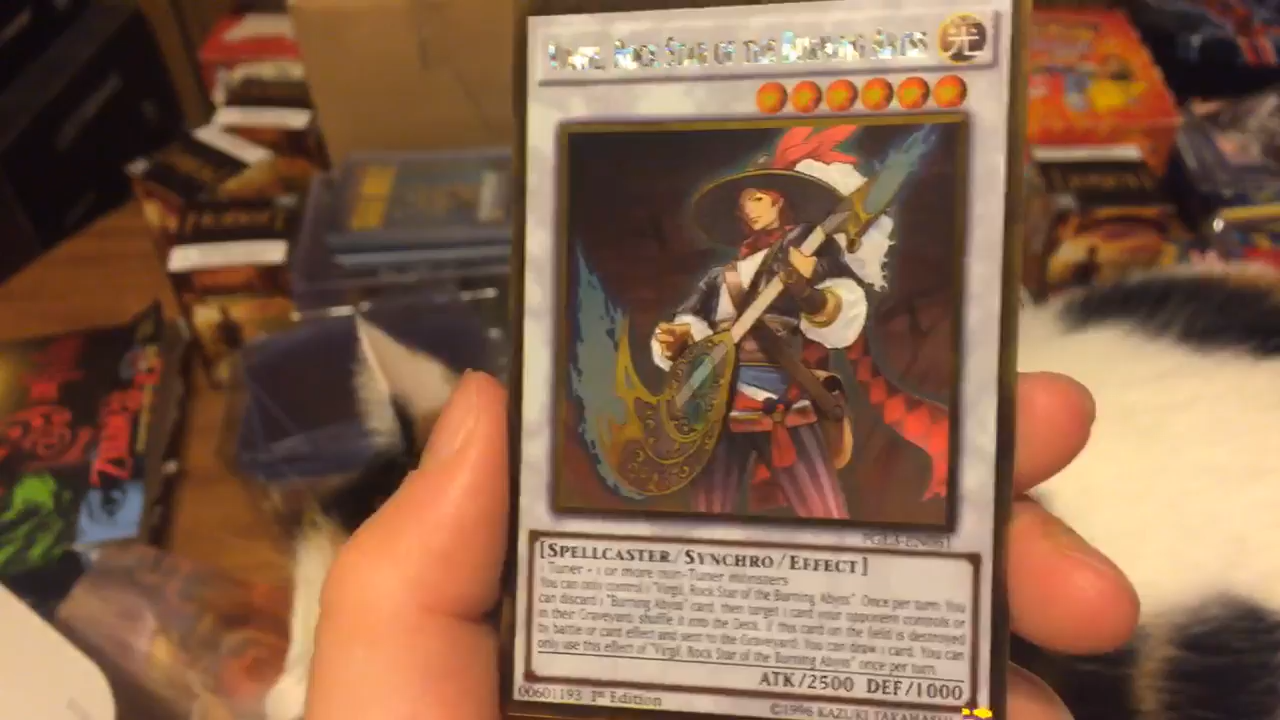 Virgil, Rock Star of the Burning Abyss
光
PGL3-EN061
[Spellcaster/Synchro/Effect]
1 Tuner + 1 or more non-Tuner monsters
You can only control 1 "Virgil, Rock Star of the Burning Abyss". Once per turn: You
can discard 1 "Burning Abyss" card, then target 1 card your opponent controls or
in their Graveyard; shuffle it into the Deck. If this card on the field is destroyed
by battle or card effect and sent to the Graveyard: You can draw 1 card. You can
only use this effect of "Virgil, Rock Star of the Burning Abyss" once per turn.
ATK/2500 DEF/1000
00601193 1st Edition
©1996 KAZUKI TAKAHASHI